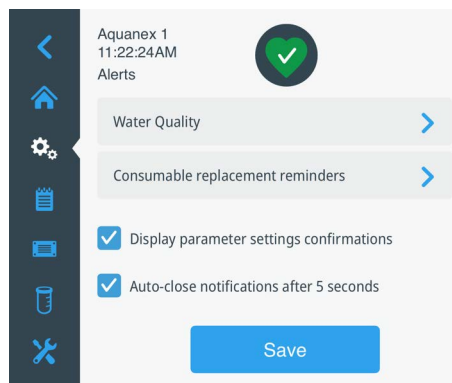 Aquanex 1
11:22:24AM
Alerts
Water Quality
Consumable replacement reminders
Display parameter settings confirmations
Auto-close notifications after 5 seconds
Save